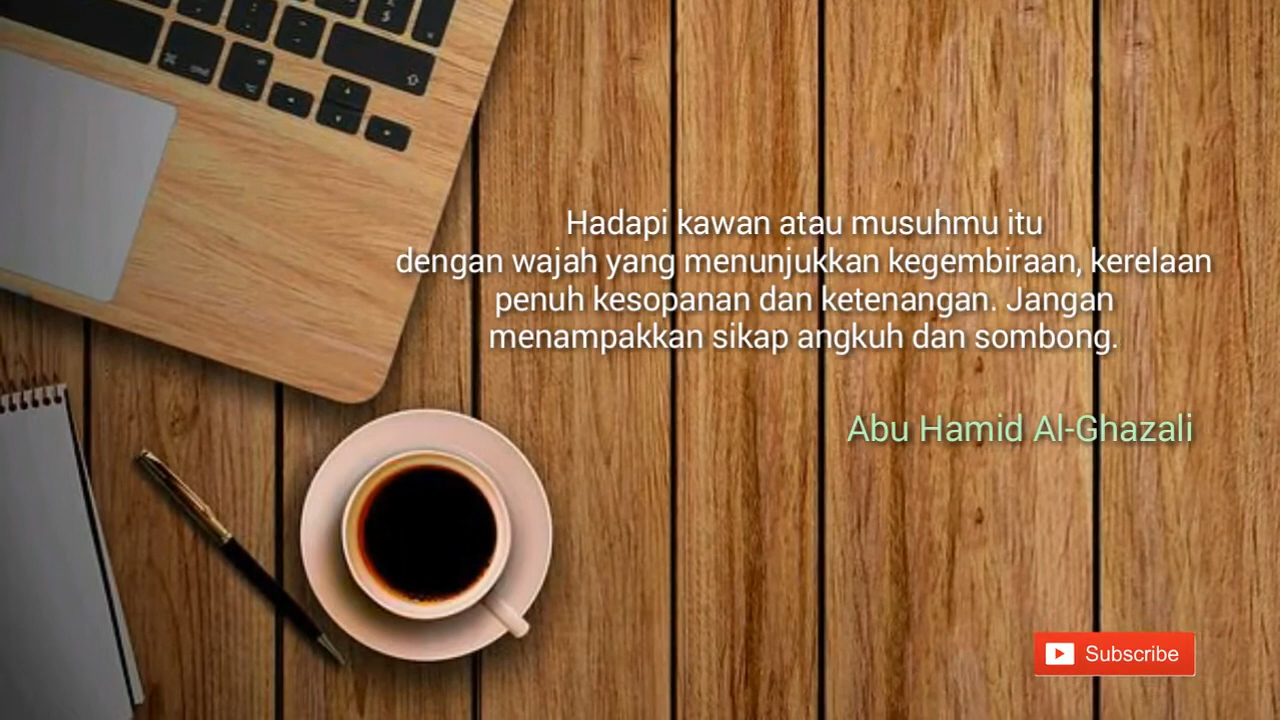 Hadapi kawan atau musuhmu itu
dengan wajah yang menunjukkan kegembiraan, kerelaan
penuh kesopanan dan ketenangan. Jangan
menampakkan sikap angkuh dan sombong.
Abu Hamid Al-Ghazali
Subscribe